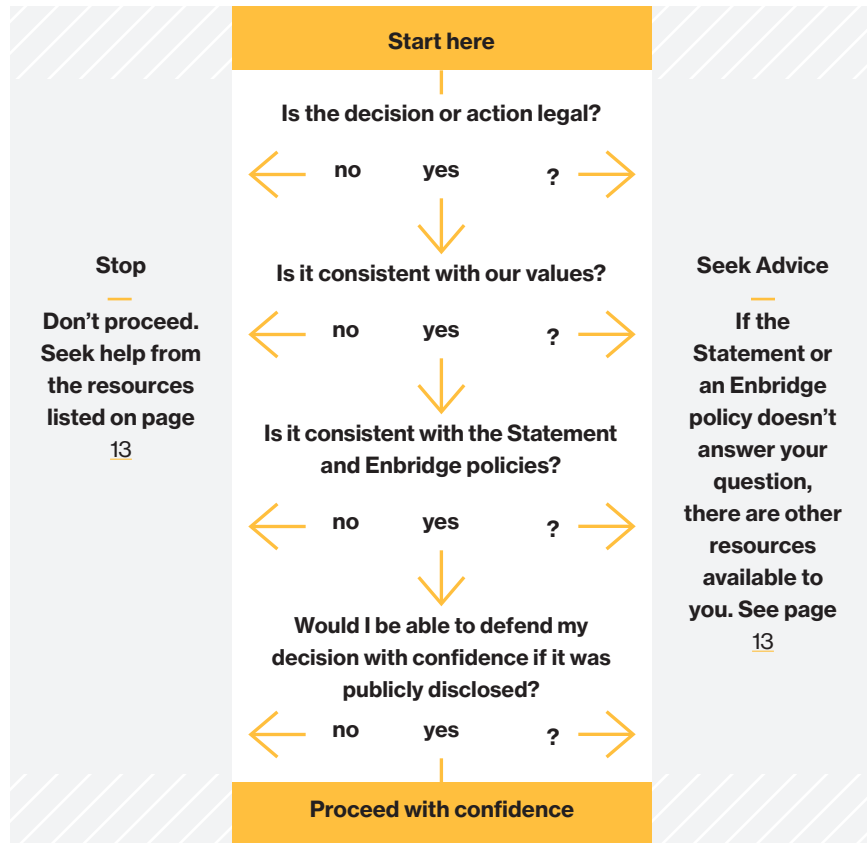 Start here
Is the decision or action legal?
no yes ?
Is it consistent with our values?
no yes ?
Is it consistent with the Statement
and Enbridge policies?
no yes ?
Would I be able to defend my
decision with confidence if it was
publicly disclosed?
no yes ?
Proceed with confidence
Stop
Don’t proceed.
Seek help from
the resources
listed on page
13
Seek Advice
If the
Statement or
an Enbridge
policy doesn’t
answer your
question,
there are other
resources
available to
you. See page
13